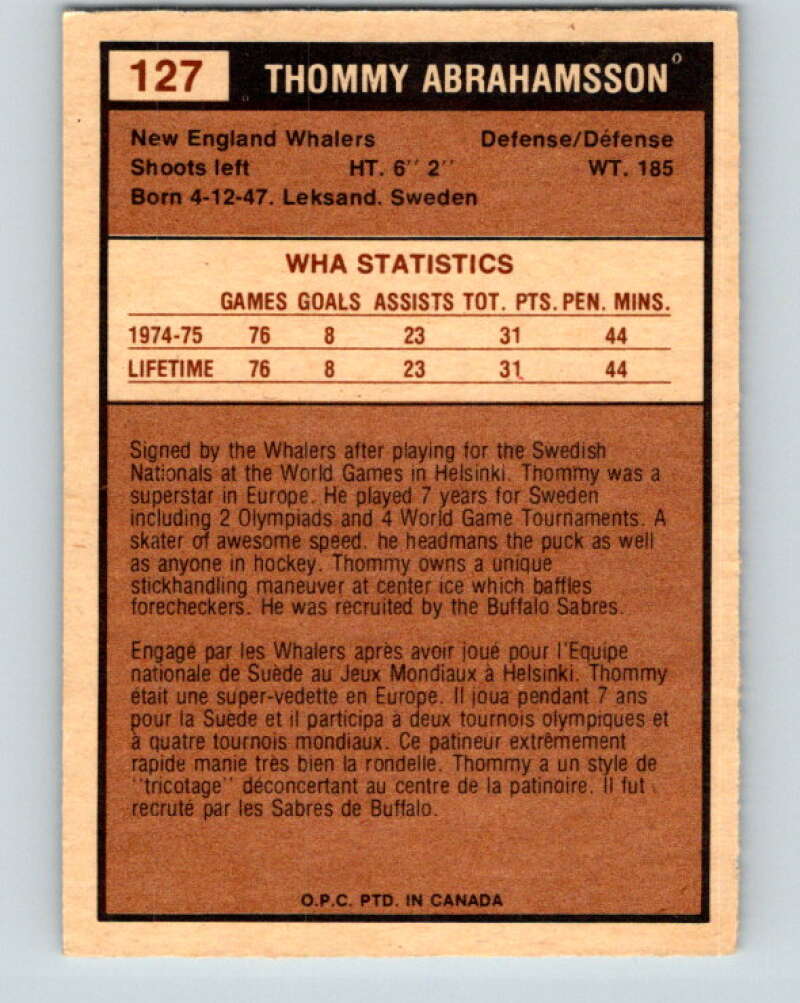 127 THOMMY ABRAHAMSSON
New England Whalers Defense/Défense
Shoots left HT. 6'' 2'' WT. 185
Born 4-12-47. Leksand. Sweden
WHA STATISTICS
GAMES GOALS ASSISTS TOT. PTS. PEN. MINS.
1974-75 76 8 23 31 44
LIFETIME 76 8 23 31 44
Signed by the Whalers after playing for the Swedish
Nationals at the World Games in Helsinki. Thommy was a
superstar in Europe. He played 7 years for Sweden
including 2 Olympiads and 4 World Game Tournaments. A
skater of awesome speed. he headmans the puck as well
as anyone in hockey. Thommy owns a unique
stickhandling maneuver at center ice which baffles
forecheckers. He was recruited by the Buffalo Sabres.
Engagé par les Whalers après avoir joué pour l'Equipe
nationale de Suède au Jeux Mondiaux à Helsinki. Thommy
était une super-vedette en Europe. Il joua pendant 7 ans
pour la Suède et il participa à deux tournois olympiques et
à quatre tournois mondiaux. Ce patineur extrêmement
rapide manie très bien la rondelle. Thommy a un style de
''tricotage'' déconcertant au centre de la patinoire. Il fut
recruté par les Sabres de Buffalo.
O.P.C. PTD. IN CANADA